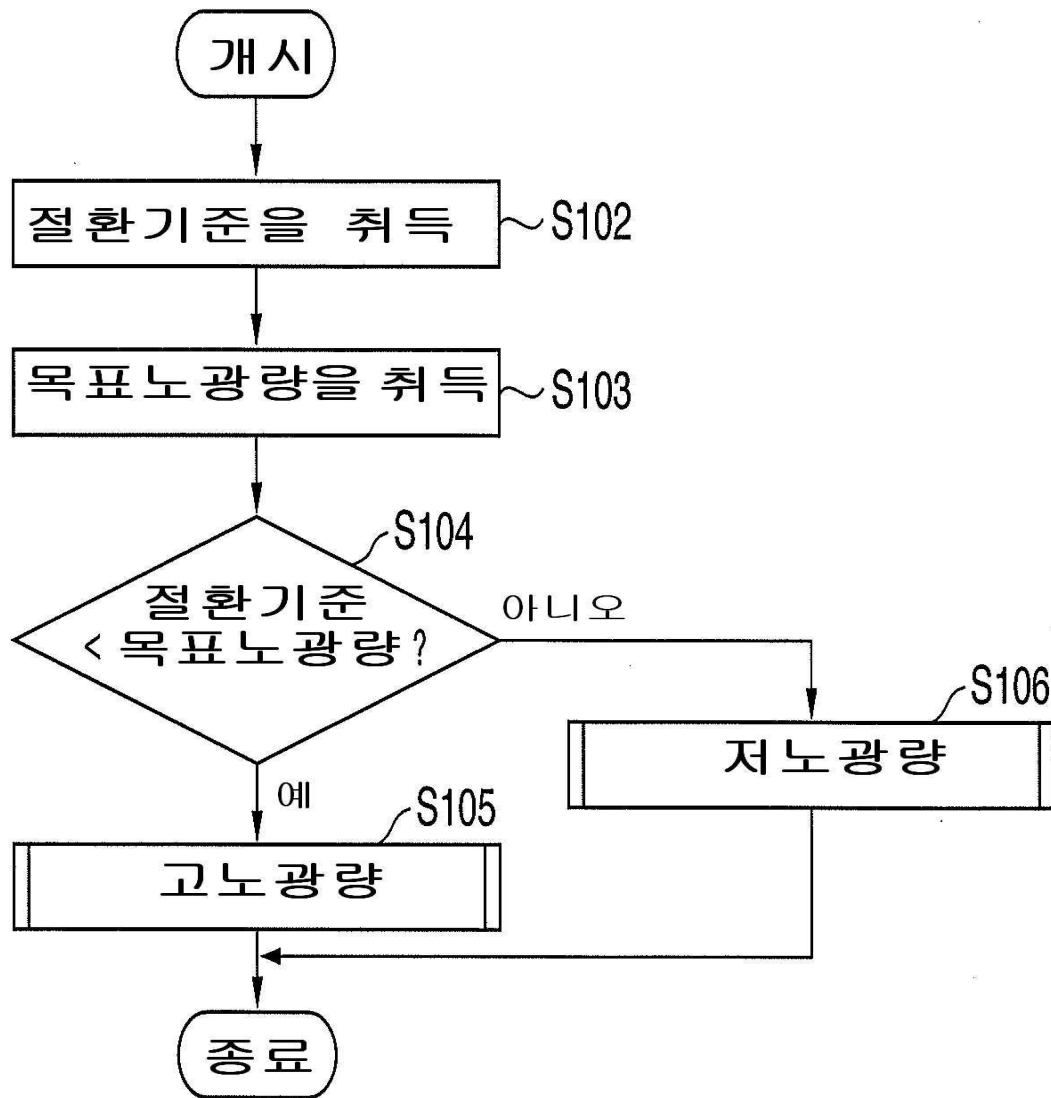 개시
절환기준을 취득
S102
목표노광량을 취득
S103
S104
절환기준
< 목표노광량?
아니오
S106
저노광량
예
S105
고노광량
종료